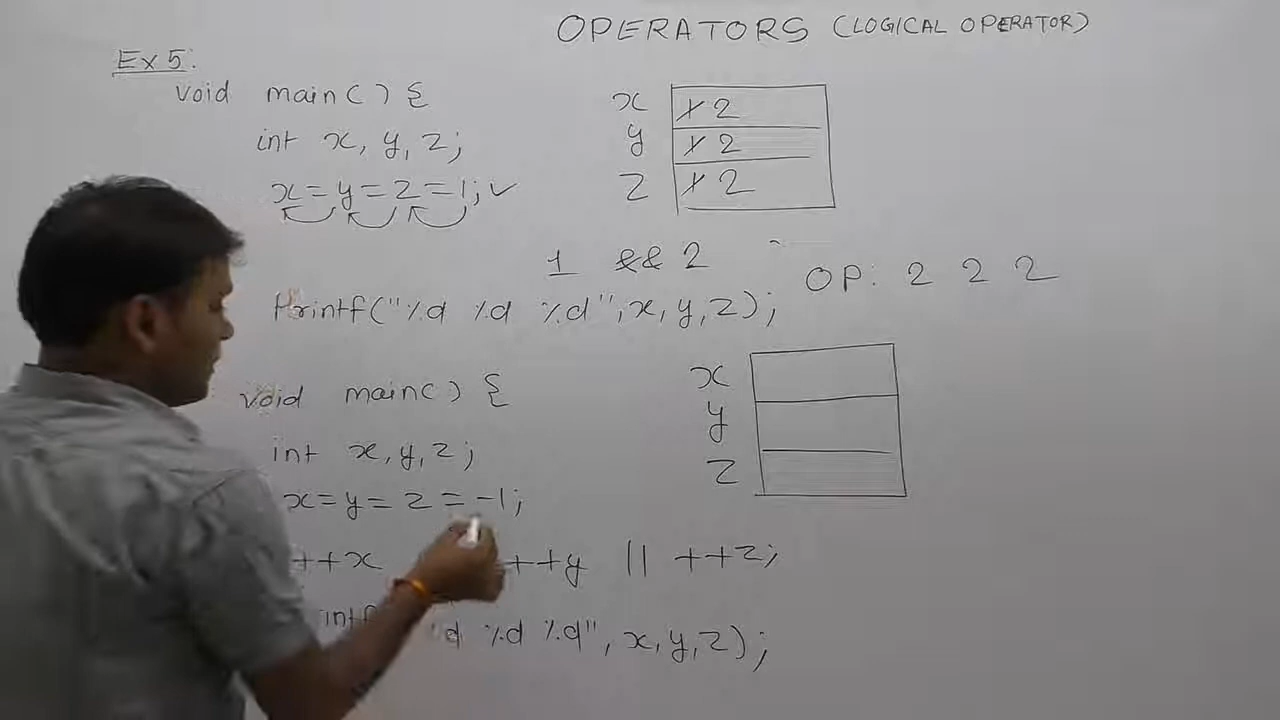 OPERATORS (LOGICAL OPERATOR)
Ex 5:
void main() {
int x, y, z;
x = y = z = 1; ✓
x 1 2
y 1 2
z 1 2
1 && 2
OP: 2 2 2
Printf("%d %d %d", x, y, z);
void main() {
int x, y, z;
x = y = z = -1;
x
y
z
++x ++y || ++z;
intf %d %d", x, y, z);